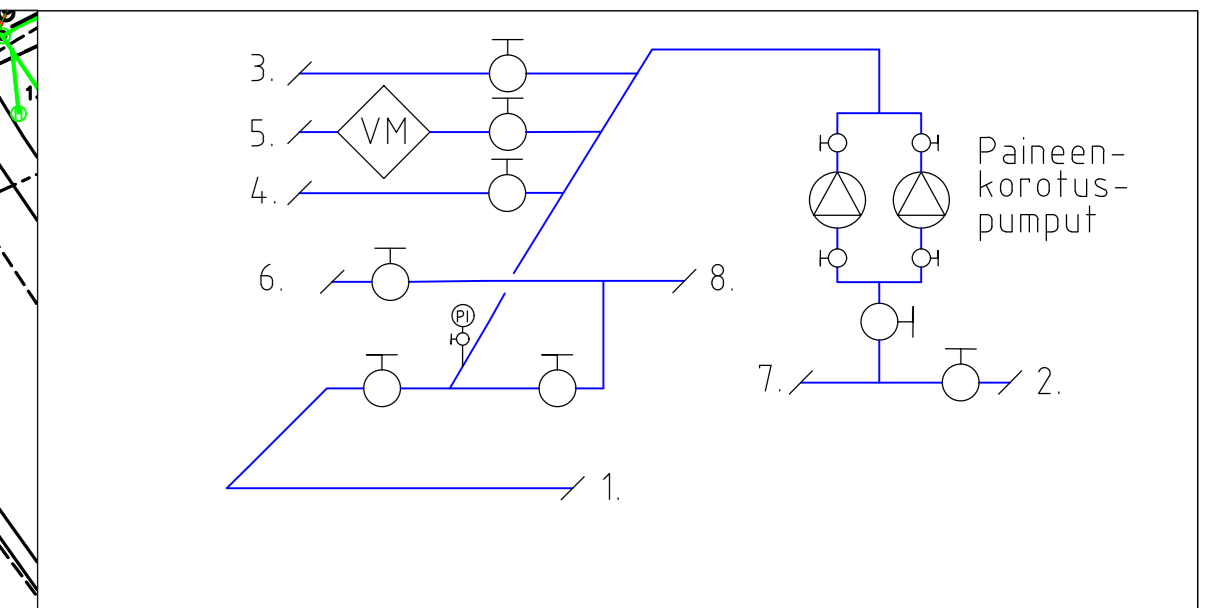 3.
5.
VM
4.
Paineen-
korotus-
pumput
6.
8.
PI
7.
2.
1.
H